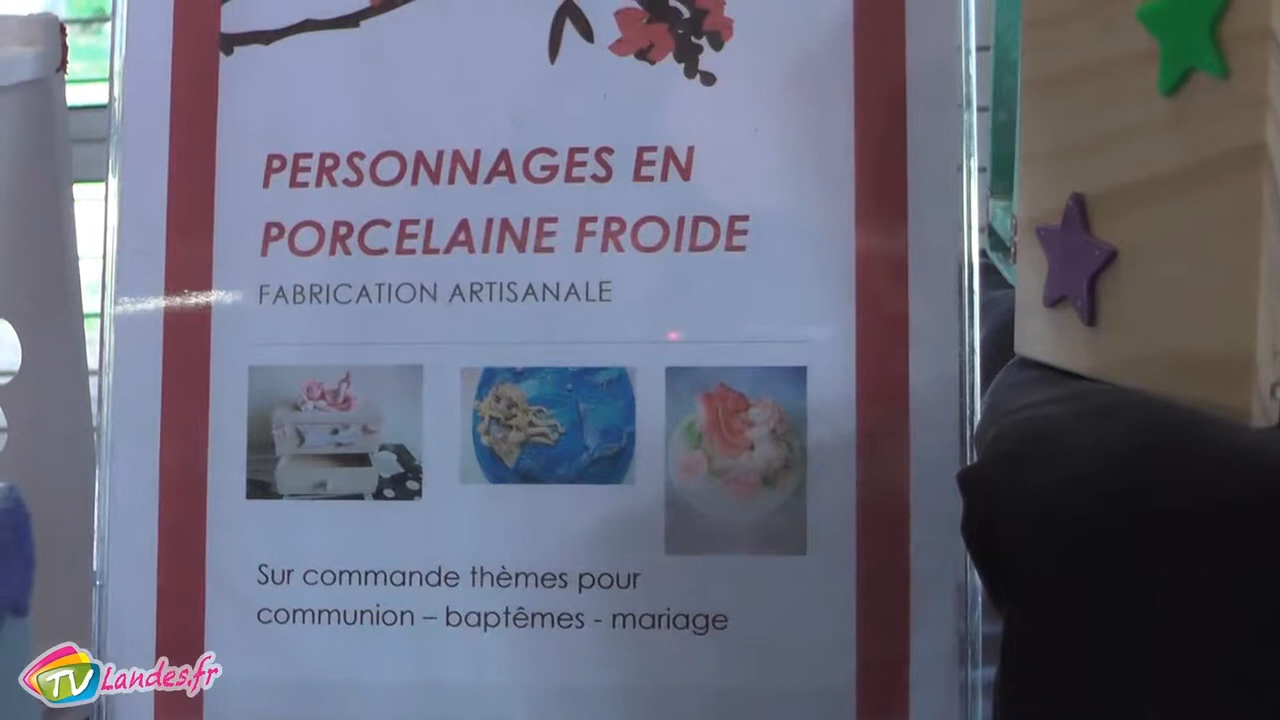 PERSONNAGES EN
PORCELAINE FROIDE
FABRICATION ARTISANALE
Sur commande thèmes pour
communion – baptêmes - mariage
TV Landes.fr